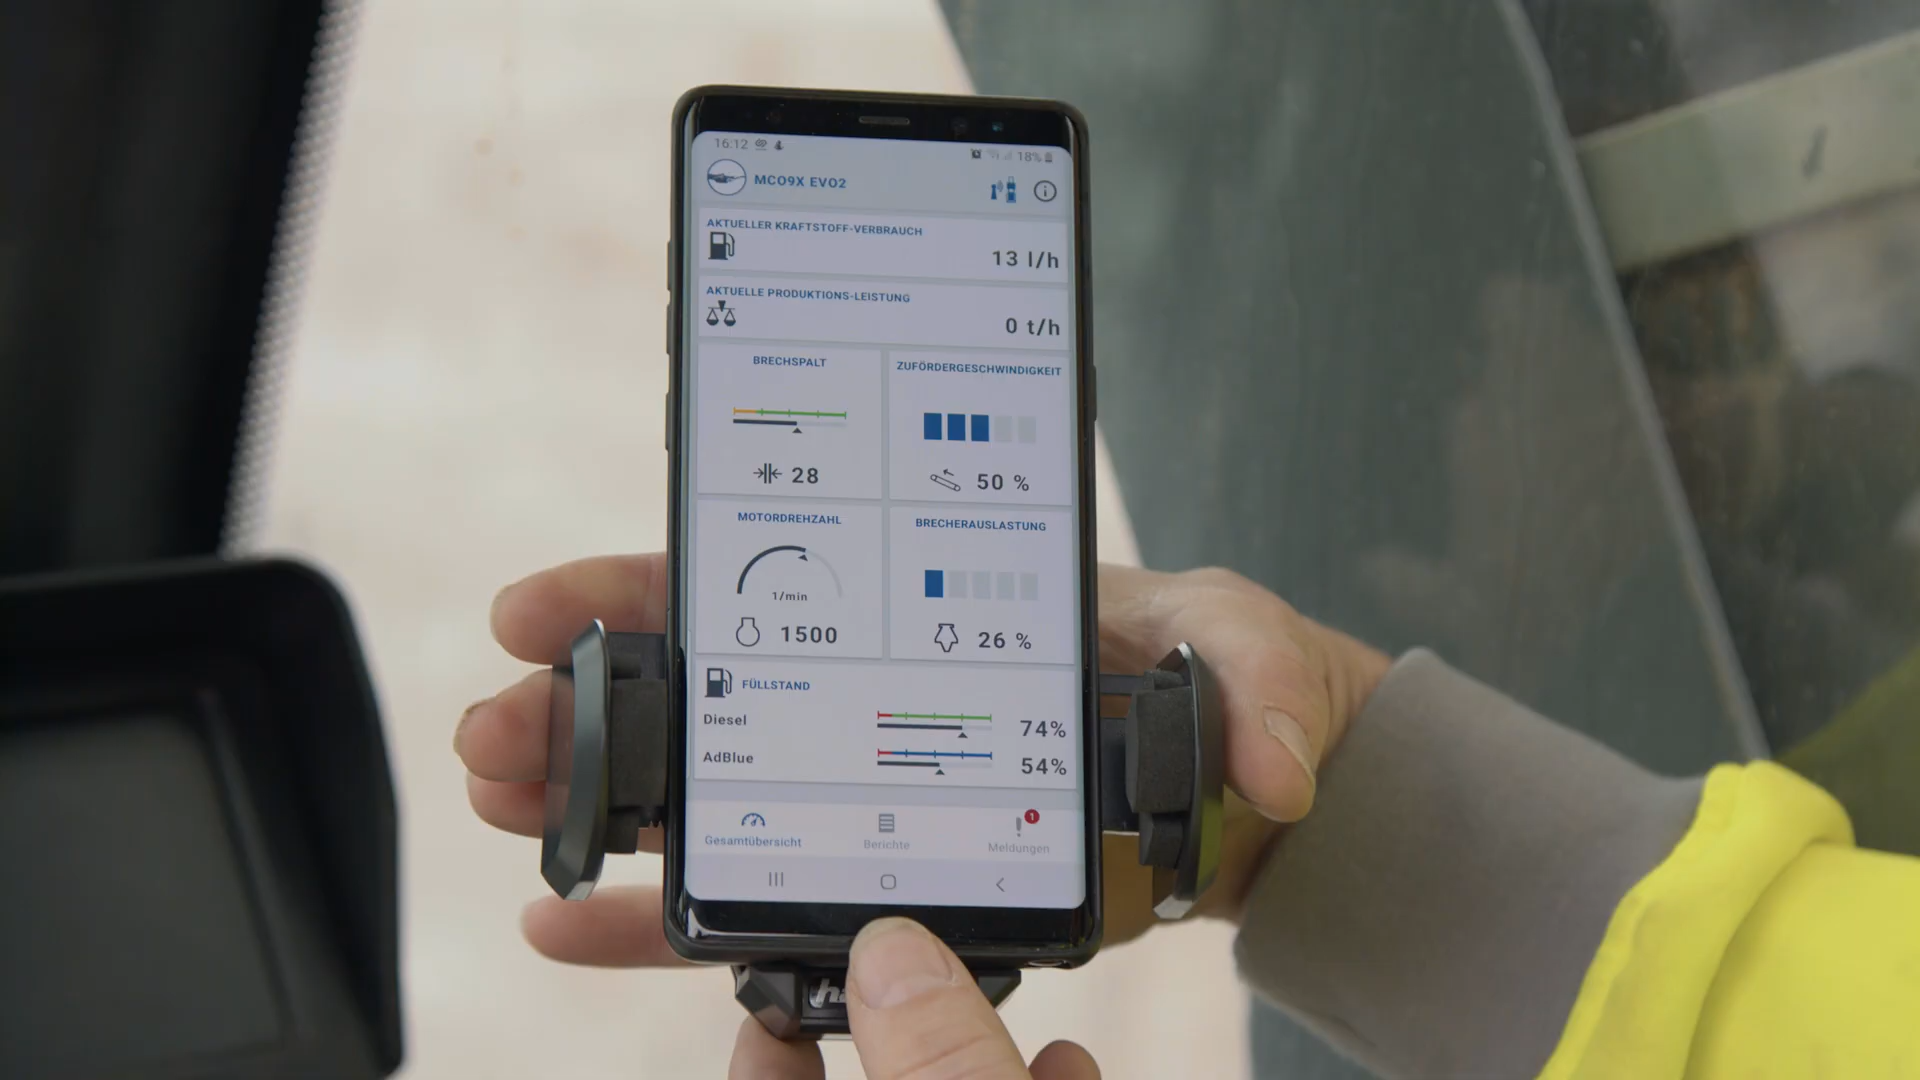 16:12
18%
MCO9X EVO2
AKTUELLER KRAFTSTOFF-VERBRAUCH
13 l/h
AKTUELLE PRODUKTIONS-LEISTUNG
0 t/h
BRECHSPALT
28
ZUFÖRDERGESCHWINDIGKEIT
50 %
MOTORDREHZAHL
1/min
1500
BRECHERAUSLASTUNG
26 %
FÜLLSTAND
Diesel
74%
AdBlue
54%
Gesamtübersicht
Berichte
1
Meldungen